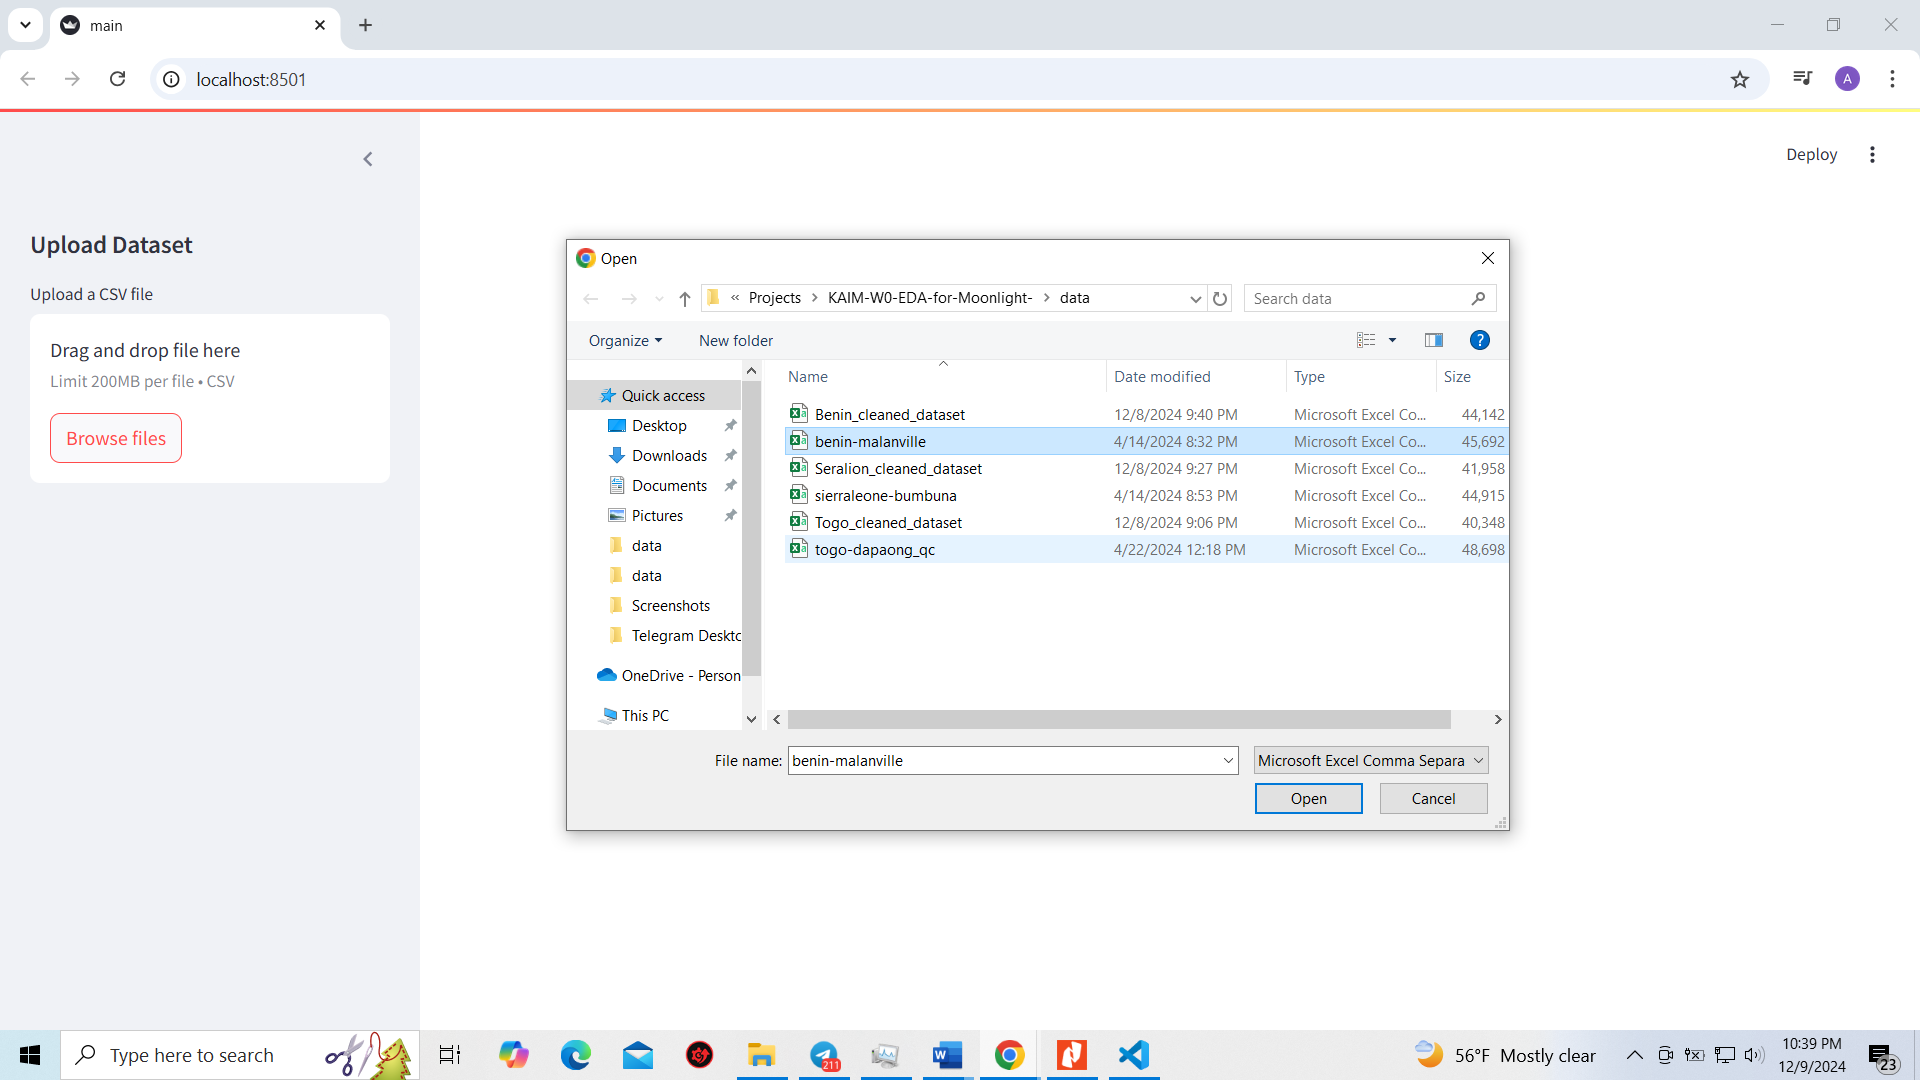 main
localhost:8501
Deploy
Upload Dataset
Upload a CSV file
Drag and drop file here
Limit 200MB per file • CSV
Browse files
Open
« Projects > KAIM-W0-EDA-for-Moonlight- > data
Search data
Organize
New folder
Name Date modified Type Size
Benin_cleaned_dataset 12/8/2024 9:40 PM Microsoft Excel Co... 44,142
benin-malanville 4/14/2024 8:32 PM Microsoft Excel Co... 45,692
Seralion_cleaned_dataset 12/8/2024 9:27 PM Microsoft Excel Co... 41,958
sierraleone-bumbuna 4/14/2024 8:53 PM Microsoft Excel Co... 44,915
Togo_cleaned_dataset 12/8/2024 9:06 PM Microsoft Excel Co... 40,348
togo-dapaong_qc 4/22/2024 12:18 PM Microsoft Excel Co... 48,698
Quick access
Desktop
Downloads
Documents
Pictures
data
data
Screenshots
Telegram Deskto
OneDrive - Person
This PC
File name: benin-malanville
Microsoft Excel Comma Separa
Open
Cancel
A
?
Type here to search
211
56°F Mostly clear
10:39 PM
12/9/2024
23